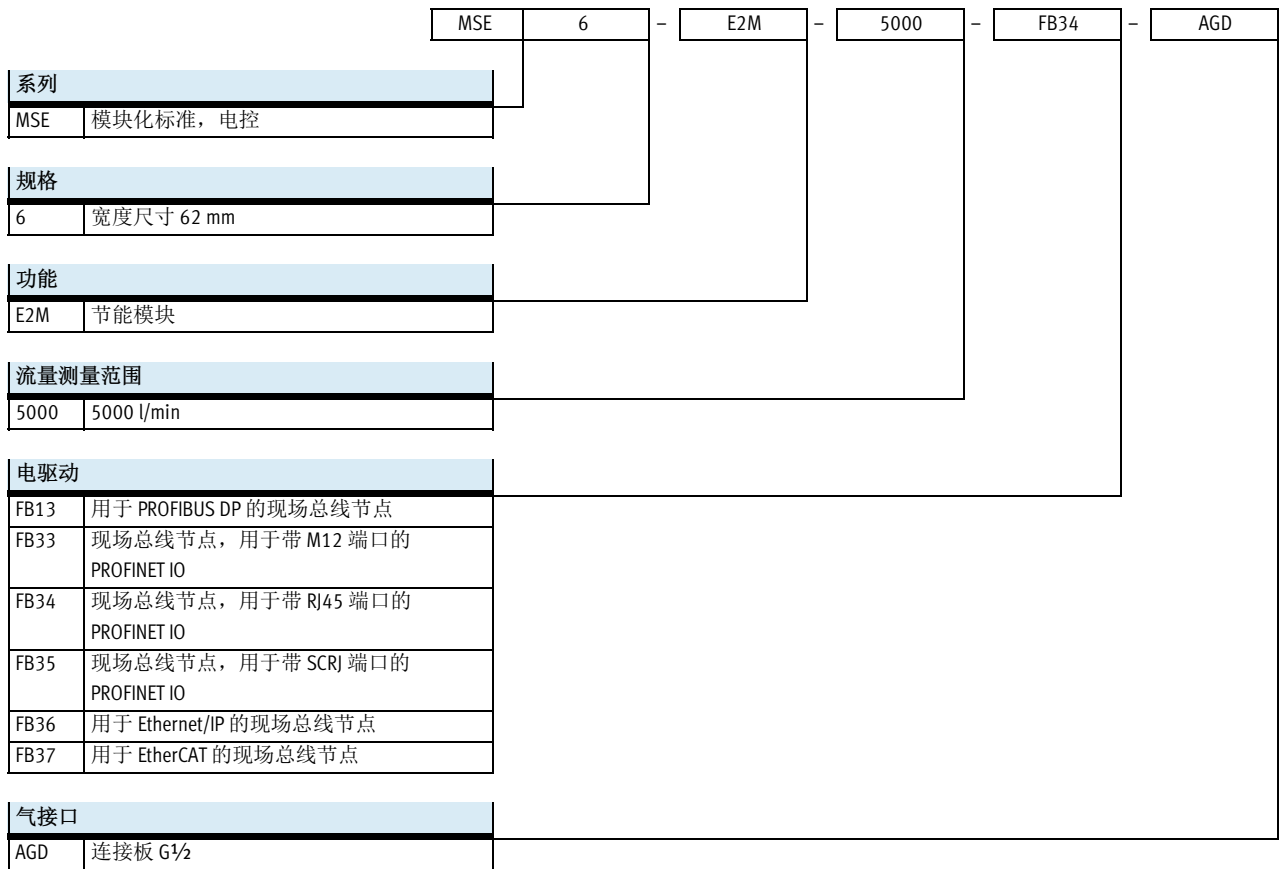 MSE 6 – E2M – 5000 – FB34 – AGD
系列
MSE 模块化标准，电控
规格
6 宽度尺寸 62 mm
功能
E2M 节能模块
流量测量范围
5000 5000 l/min
电驱动
FB13 用于 PROFIBUS DP 的现场总线节点
FB33 现场总线节点，用于带 M12 端口的
PROFINET IO
FB34 现场总线节点，用于带 RJ45 端口的
PROFINET IO
FB35 现场总线节点，用于带 SCRJ 端口的
PROFINET IO
FB36 用于 Ethernet/IP 的现场总线节点
FB37 用于 EtherCAT 的现场总线节点
气接口
AGD 连接板 G½